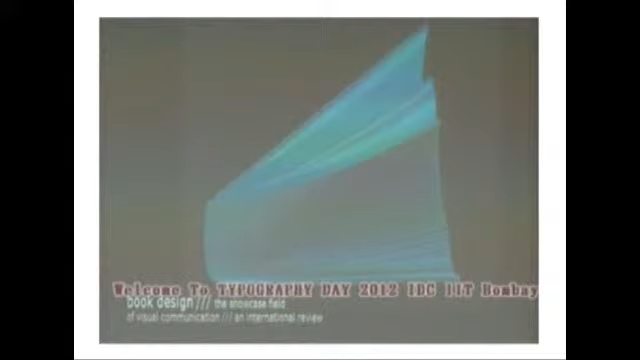 Welcome To TYPOGRAPHY DAY 2012 IDC IIT Bombay
book design /// the showcase field
of visual communication /// an international review